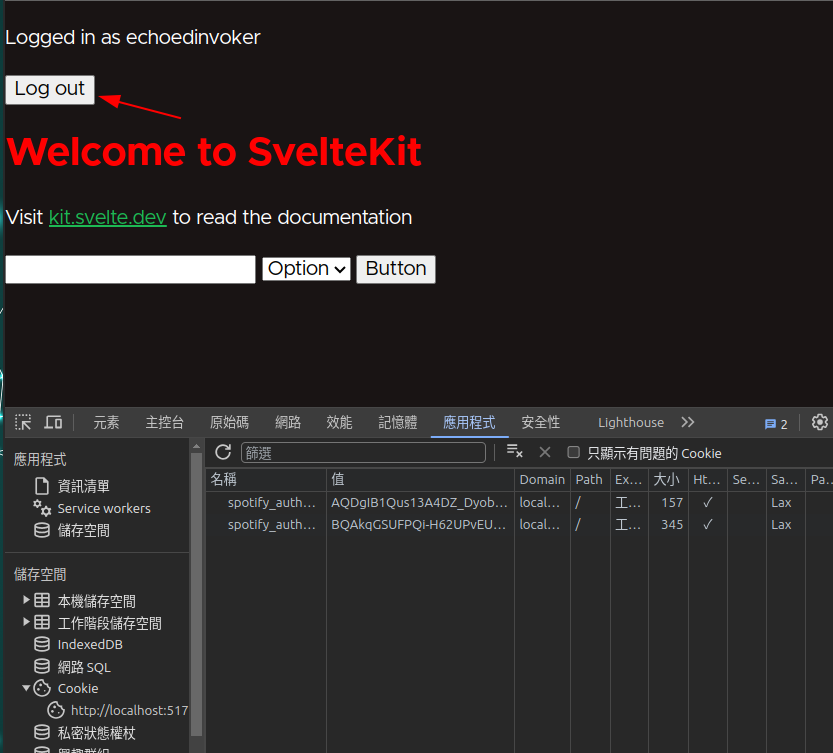 Logged in as echoedinvoker
Log out
Welcome to SvelteKit
Visit kit.svelte.dev to read the documentation
Option Button
元素 主控台 原始碼 網路 效能 記憶體 應用程式 安全性 Lighthouse 2
應用程式
資訊清單
Service workers
儲存空間
儲存空間
本機儲存空間
工作階段儲存空間
IndexedDB
網路 SQL
Cookie
http://localhost:517
私密狀態權杖
篩選 只顯示有問題的 Cookie
名稱 值 Domain Path Ex... 大小 Ht... Se... Sa... Pa...
spotify_auth... AQDgIB1Qus13A4DZ_Dyob... local... / 工... 157 ✓ Lax
spotify_auth... BQAkqGSUFPQi-H62UPvEU... local... / 工... 345 ✓ Lax